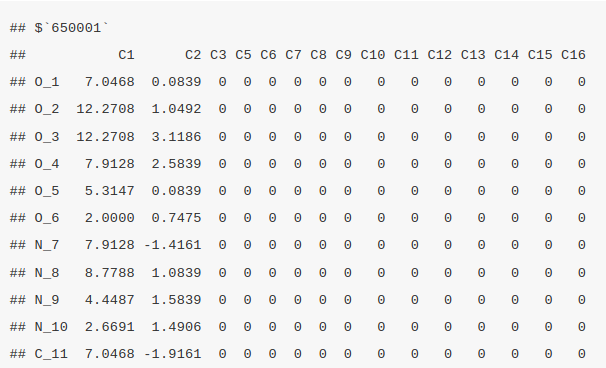 ## $`650001`
##             C1      C2 C3 C5 C6 C7 C8 C9 C10 C11 C12 C13 C14 C15 C16
## O_1   7.0468  0.0839  0  0  0  0  0  0   0   0   0   0   0   0   0
## O_2  12.2708  1.0492  0  0  0  0  0  0   0   0   0   0   0   0   0
## O_3  12.2708  3.1186  0  0  0  0  0  0   0   0   0   0   0   0   0
## O_4   7.9128  2.5839  0  0  0  0  0  0   0   0   0   0   0   0   0
## O_5   5.3147  0.0839  0  0  0  0  0  0   0   0   0   0   0   0   0
## O_6   2.0000  0.7475  0  0  0  0  0  0   0   0   0   0   0   0   0
## N_7   7.9128 -1.4161  0  0  0  0  0  0   0   0   0   0   0   0   0
## N_8   8.7788  1.0839  0  0  0  0  0  0   0   0   0   0   0   0   0
## N_9   4.4487  1.5839  0  0  0  0  0  0   0   0   0   0   0   0   0
## N_10  2.6691  1.4906  0  0  0  0  0  0   0   0   0   0   0   0   0
## C_11  7.0468 -1.9161  0  0  0  0  0  0   0   0   0   0   0   0   0